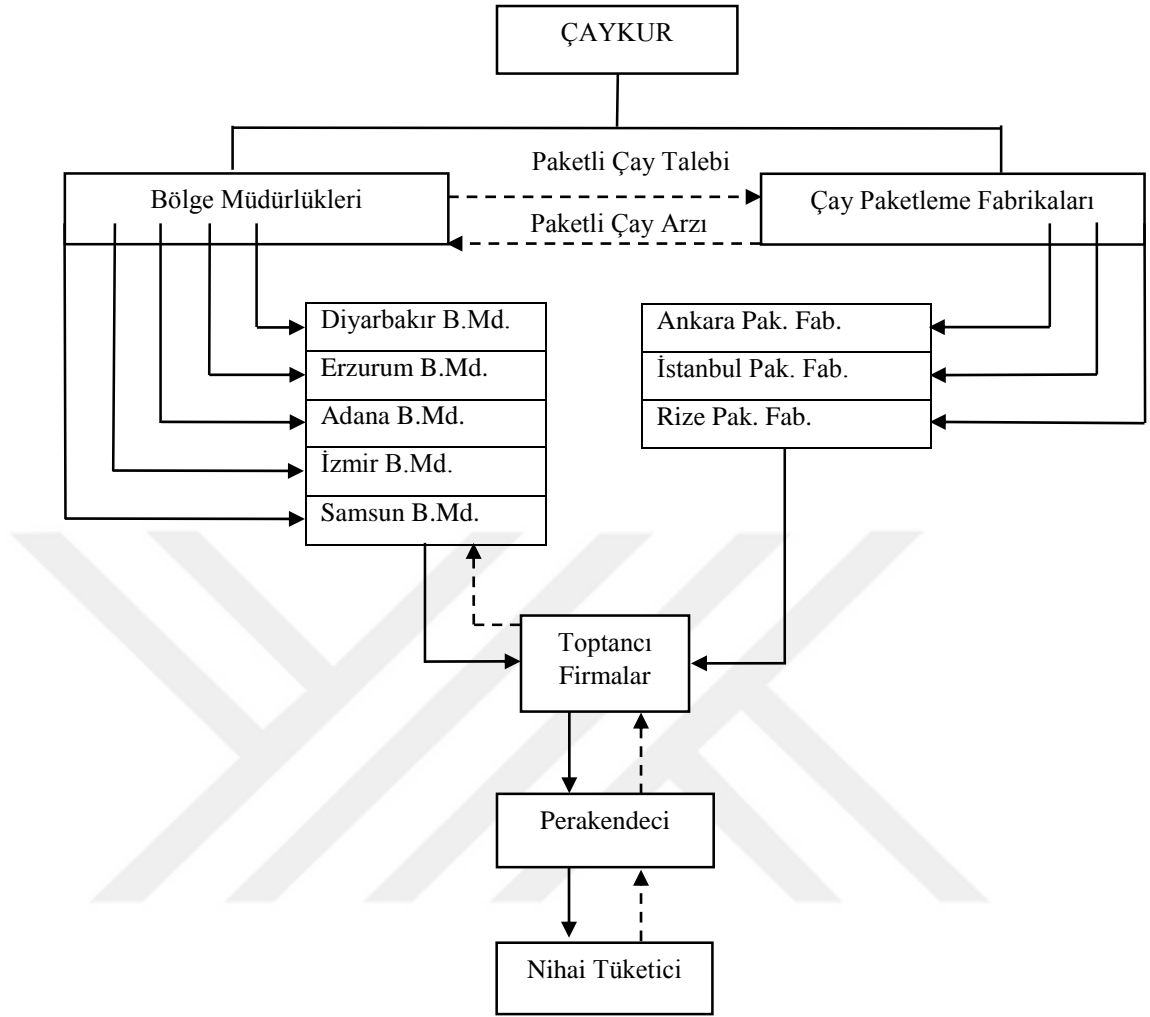 ÇAYKUR
Paketli Çay Talebi
Bölge Müdürlükleri
Çay Paketleme Fabrikaları
Paketli Çay Arzı
Diyarbakır B.Md.
Erzurum B.Md.
Adana B.Md.
İzmir B.Md.
Samsun B.Md.
Ankara Pak. Fab.
İstanbul Pak. Fab.
Rize Pak. Fab.
Toptancı
Firmalar
Perakendeci
Nihai Tüketici